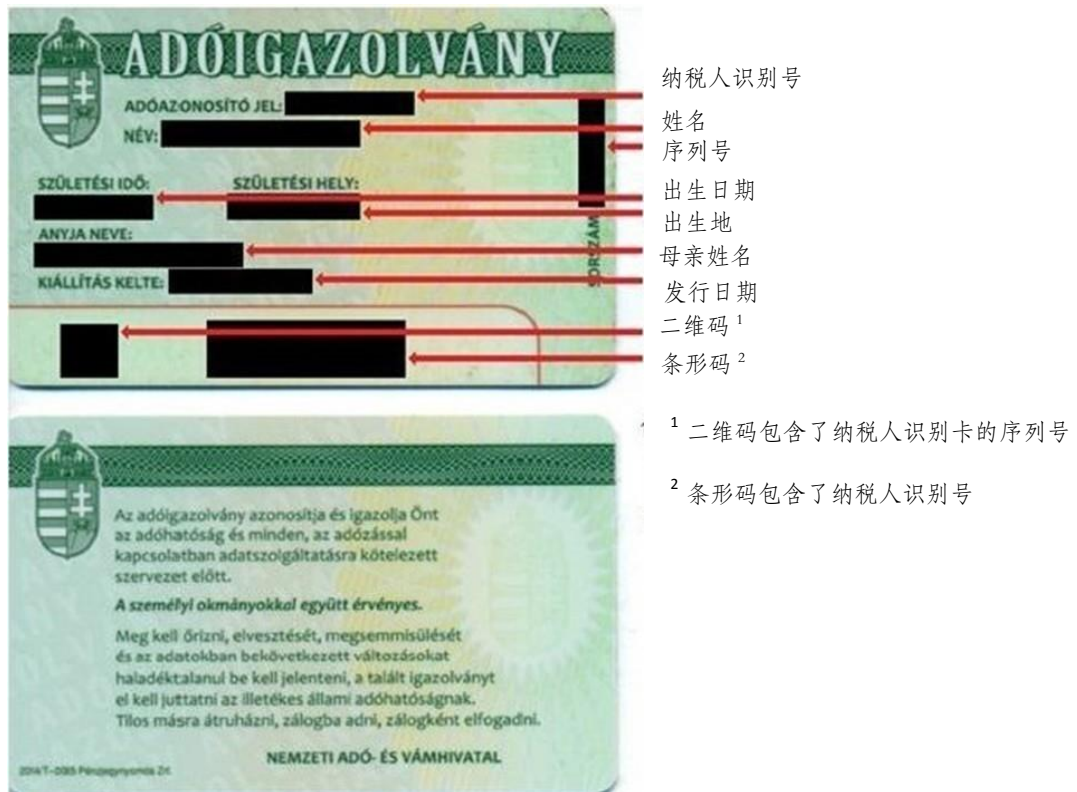 ADÓIGAZOLVÁNY
ADÓAZONOSÍTÓ JEL:
NÉV:
SZÜLETÉSI IDŐ: SZÜLETÉSI HELY:
ANYJA NEVE:
KIÁLLÍTÁS KELTE:
SORSZÁM
纳税人识别号
姓名
序列号
出生日期
出生地
母亲姓名
发行日期
二维码 ¹
条形码 ²
¹ 二维码包含了纳税人识别卡的序列号
² 条形码包含了纳税人识别号
Az adóigazolvány azonosítja és igazolja Önt
az adóhatóság és minden, az adózással
kapcsolatban adatszolgáltatásra kötelezett
szervezet előtt.
A személyi okmányokkal együtt érvényes.
Meg kell őrizni, elvesztését, megsemmisülését
és az adatokban bekövetkezett változásokat
haladéktalanul be kell jelenteni, a talált igazolványt
el kell juttatni az illetékes állami adóhatóságnak.
Tilos másra átruházni, zálogba adni, zálogként elfogadni.
NEMZETI ADÓ- ÉS VÁMHIVATAL
Pénzjegynyomda Zrt.